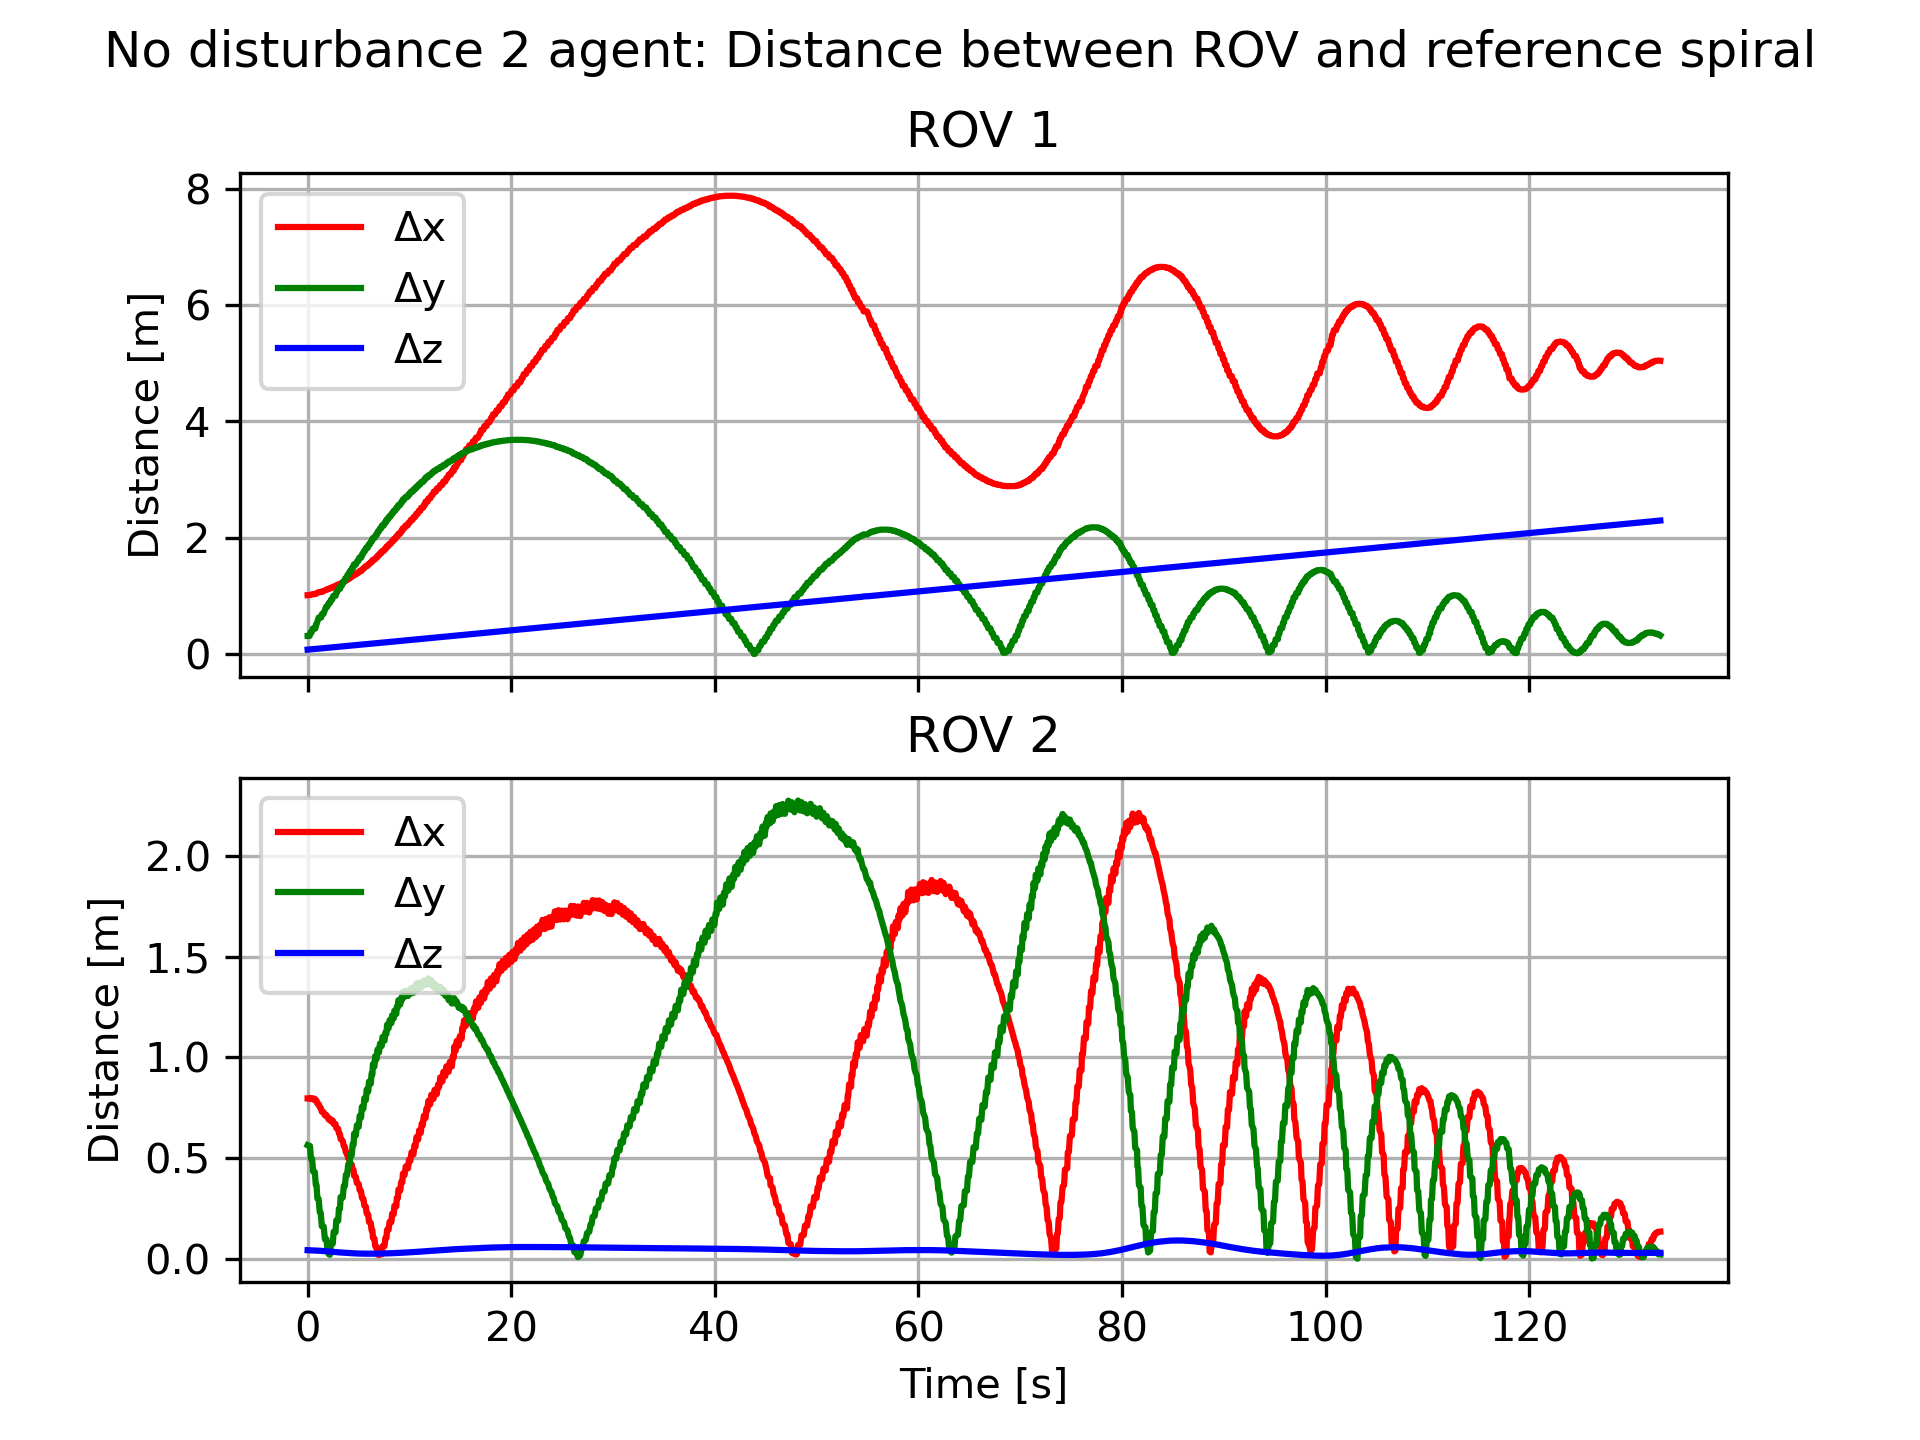 No disturbance 2 agent: Distance between ROV and reference spiral
ROV 1
8
6
4
2
0
Distance [m]
Δx
Δy
Δz
ROV 2
2.0
1.5
1.0
0.5
0.0
Distance [m]
Δx
Δy
Δz
0 20 40 60 80 100 120
Time [s]